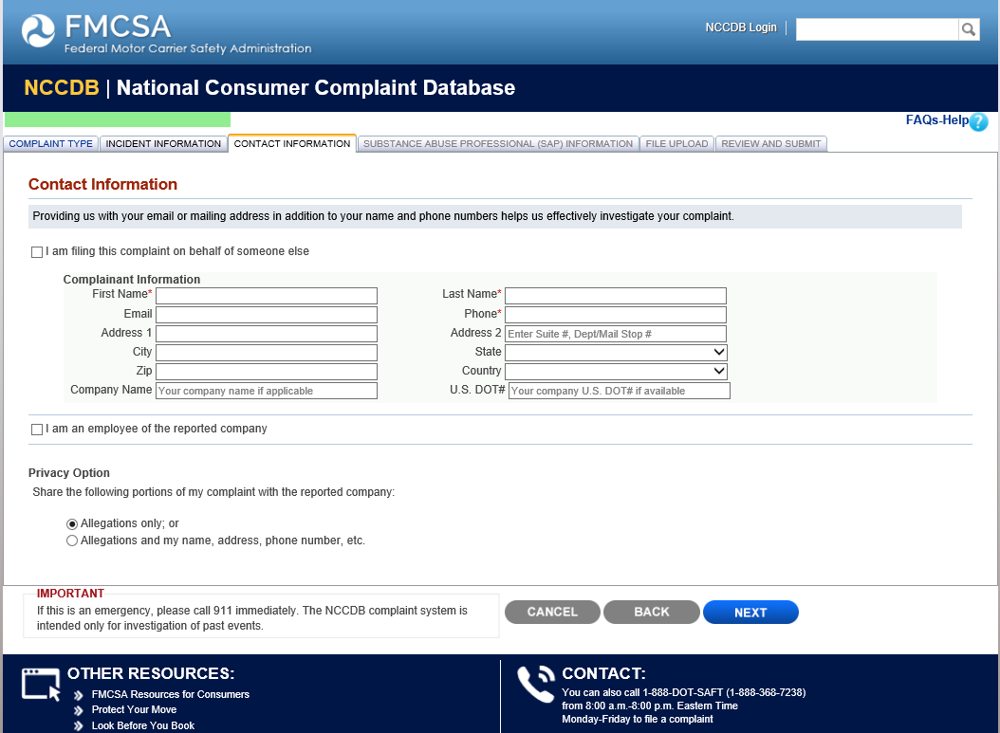 FMCSA
Federal Motor Carrier Safety Administration
NCCDB Login
NCCDB | National Consumer Complaint Database
FAQs-Help ?
COMPLAINT TYPE INCIDENT INFORMATION CONTACT INFORMATION SUBSTANCE ABUSE PROFESSIONAL (SAP) INFORMATION FILE UPLOAD REVIEW AND SUBMIT
Contact Information
Providing us with your email or mailing address in addition to your name and phone numbers helps us effectively investigate your complaint.
I am filing this complaint on behalf of someone else
Complainant Information
First Name* Last Name*
Email Phone*
Address 1 Address 2 Enter Suite #, Dept/Mail Stop #
City State
Zip Country
Company Name Your company name if applicable U.S. DOT# Your company U.S. DOT# if available
I am an employee of the reported company
Privacy Option
Share the following portions of my complaint with the reported company:
Allegations only; or
Allegations and my name, address, phone number, etc.
IMPORTANT
If this is an emergency, please call 911 immediately. The NCCDB complaint system is
intended only for investigation of past events.
CANCEL BACK NEXT
OTHER RESOURCES:
FMCSA Resources for Consumers
Protect Your Move
Look Before You Book
CONTACT:
You can also call 1-888-DOT-SAFT (1-888-368-7238)
from 8:00 a.m.-8:00 p.m. Eastern Time
Monday-Friday to file a complaint